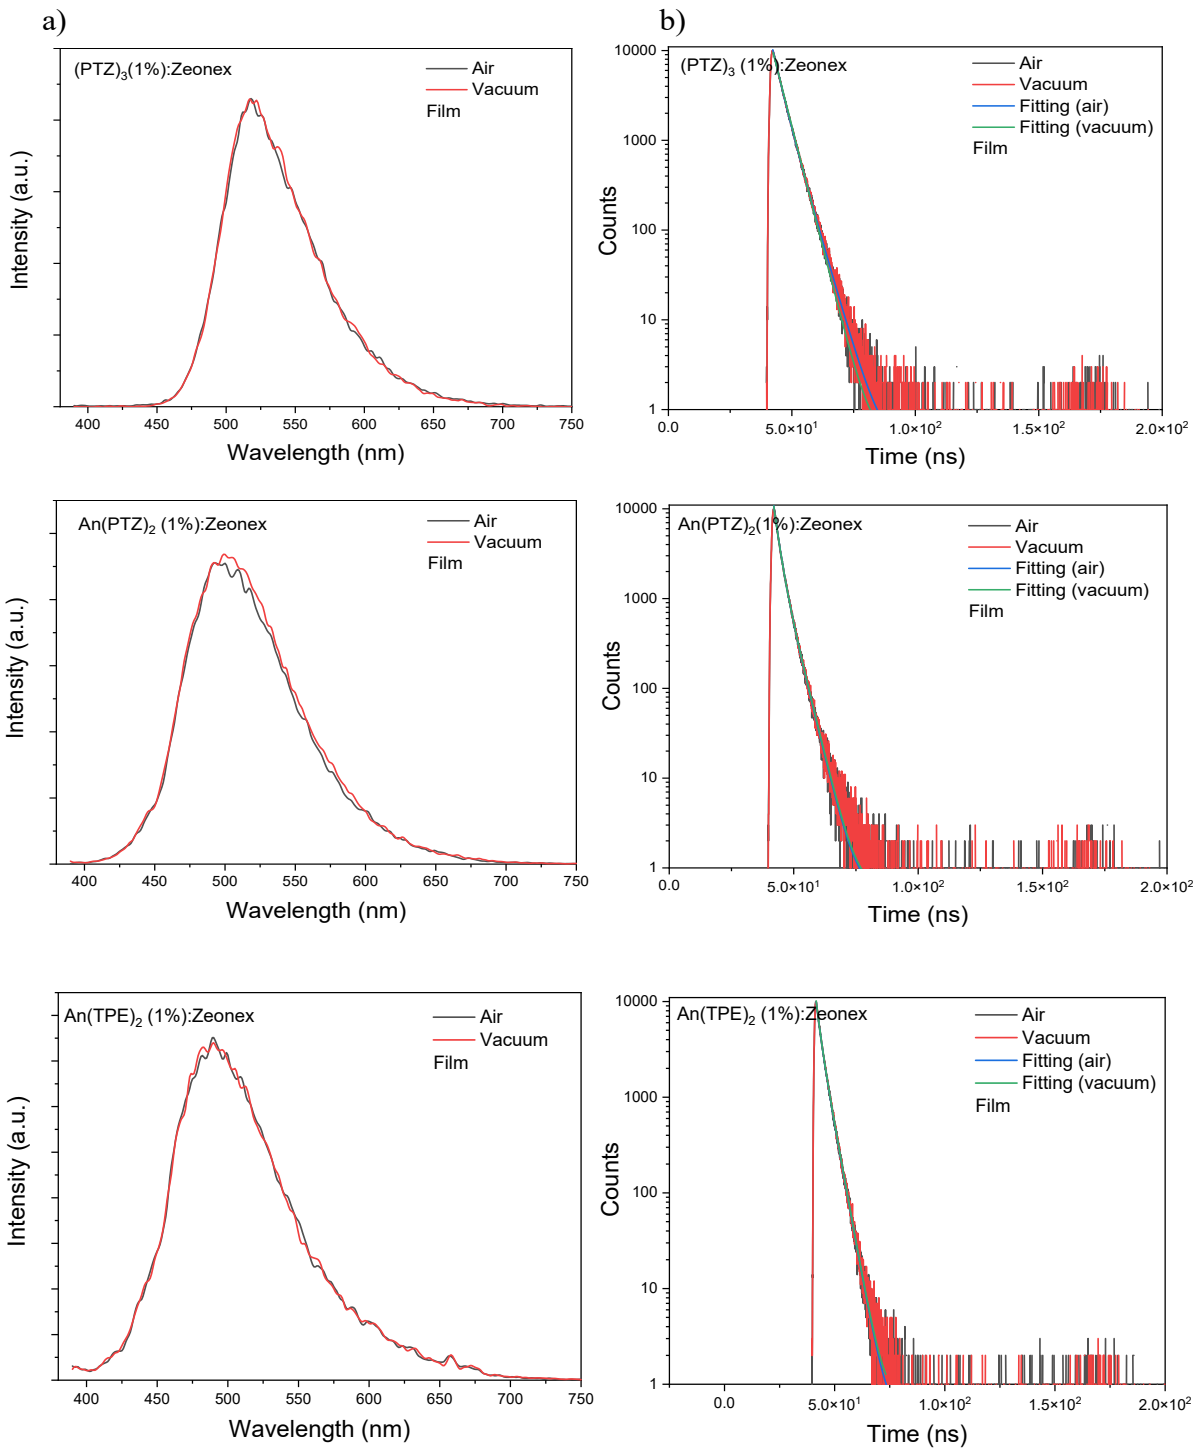 a)
b)
(PTZ)₃(1%):Zeonex
Air
Vacuum
Film
Intensity (a.u.)
400 450 500 550 600 650 700 750
Wavelength (nm)
(PTZ)₃ (1%):Zeonex
Air
Vacuum
Fitting (air)
Fitting (vacuum)
Film
Counts
10000
1000
100
10
1
0.0 5.0×10¹ 1.0×10² 1.5×10² 2.0×10²
Time (ns)
An(PTZ)₂ (1%):Zeonex
Air
Vacuum
Film
Intensity (a.u.)
400 450 500 550 600 650 700 750
Wavelength (nm)
An(PTZ)₂(1%):Zeonex
Air
Vacuum
Fitting (air)
Fitting (vacuum)
Film
Counts
10000
1000
100
10
1
0.0 5.0×10¹ 1.0×10² 1.5×10² 2.0×10²
Time (ns)
An(TPE)₂ (1%):Zeonex
Air
Vacuum
Film
Intensity (a.u.)
400 450 500 550 600 650 700 750
Wavelength (nm)
An(TPE)₂ (1%):Zeonex
Air
Vacuum
Fitting (air)
Fitting (vacuum)
Film
Counts
10000
1000
100
10
1
0.0 5.0×10¹ 1.0×10² 1.5×10² 2.0×10²
Time (ns)